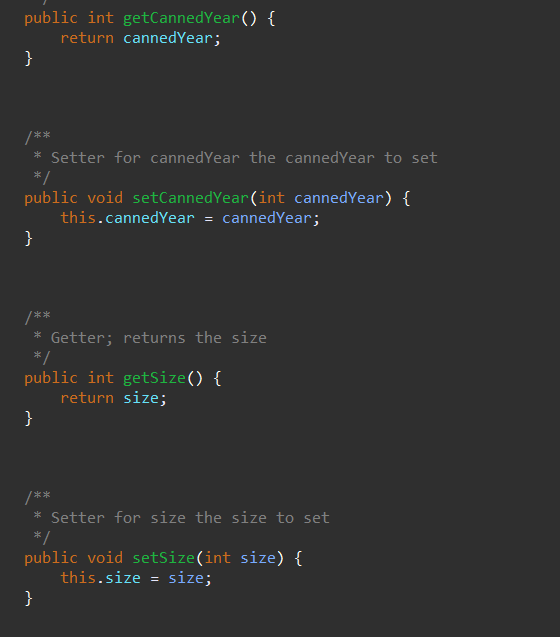 */
public int getCannedYear() {
    return cannedYear;
}
/**
 * Setter for cannedYear the cannedYear to set
 */
public void setCannedYear(int cannedYear) {
    this.cannedYear = cannedYear;
}
/**
 * Getter; returns the size
 */
public int getSize() {
    return size;
}
/**
 * Setter for size the size to set
 */
public void setSize(int size) {
    this.size = size;
}